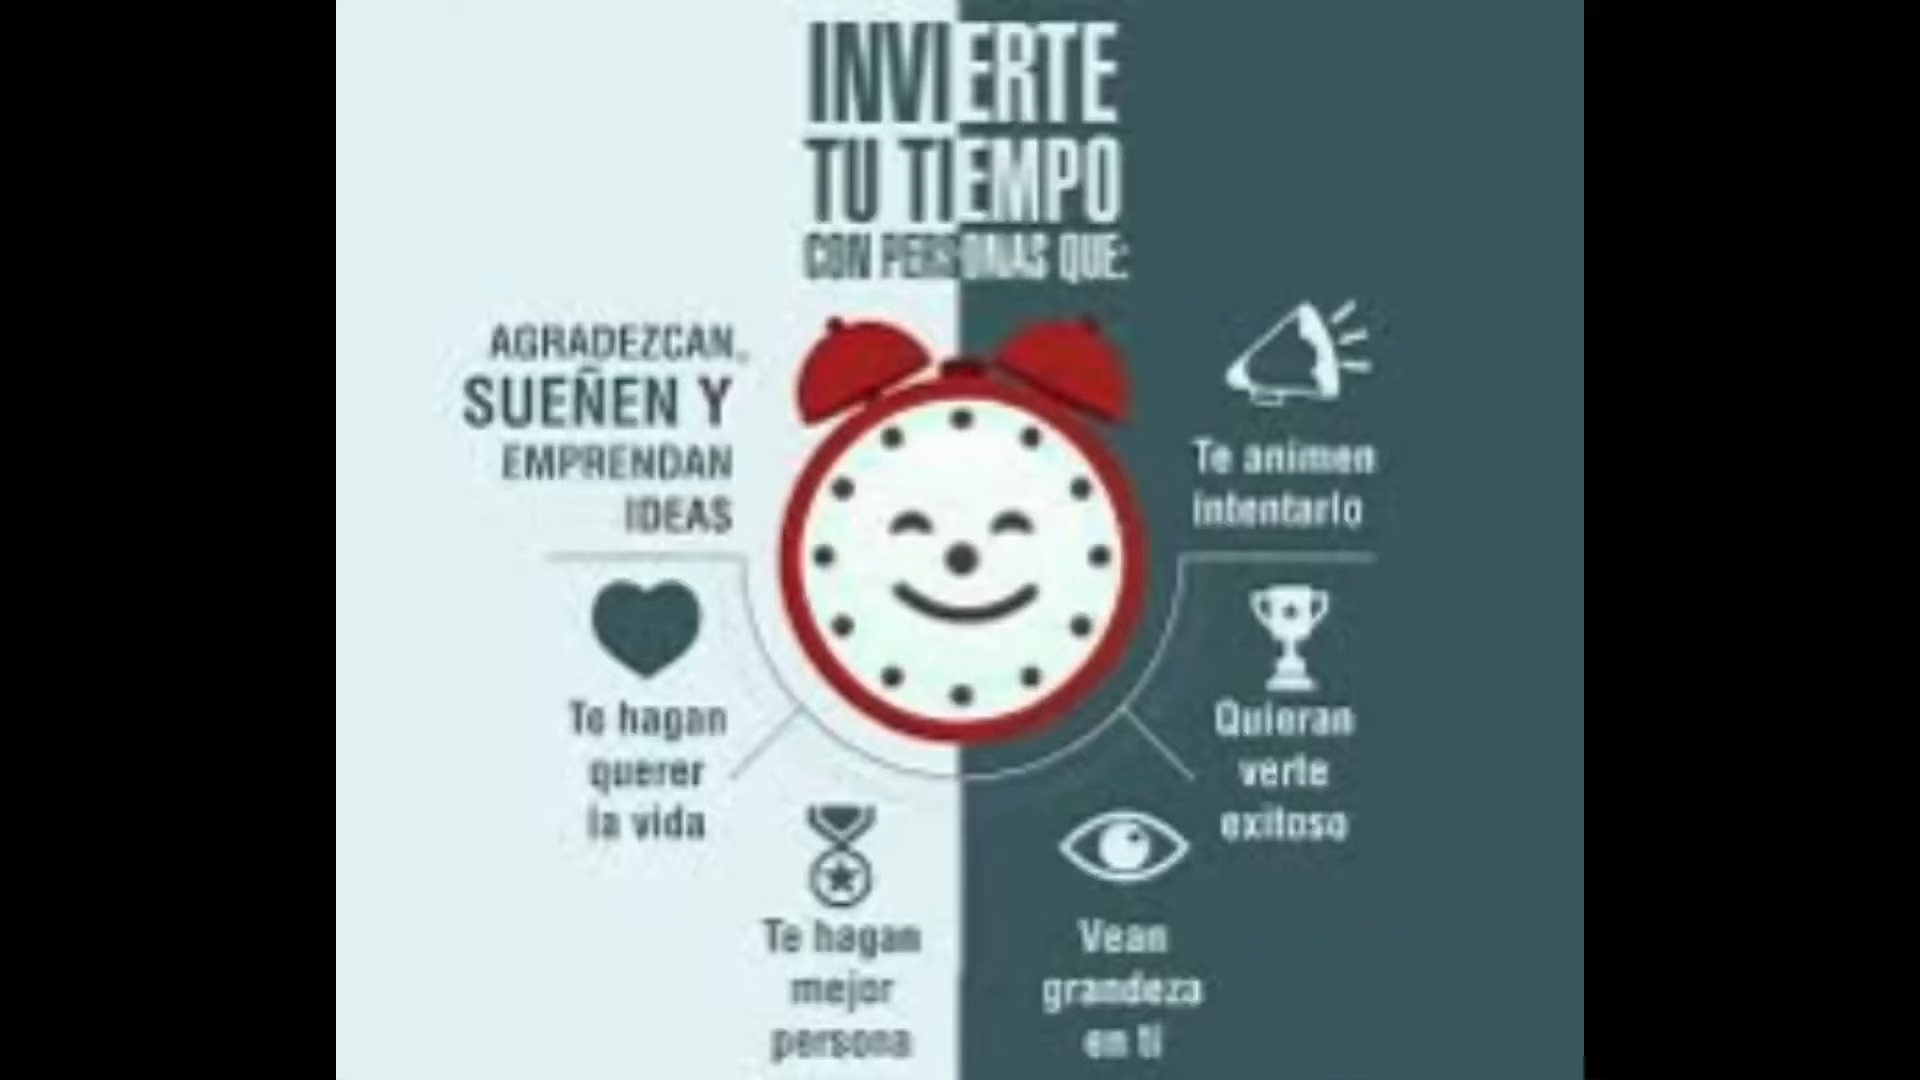 INVIERTE
TU TIEMPO
CON PERSONAS QUE:
AGRADEZCAN,
SUEÑEN Y
EMPRENDAN
IDEAS
Te hagan
querer
la vida
Te hagan
mejor
persona
Te animen
intentarlo
Quieran
verte
exitoso
Vean
grandeza
en ti